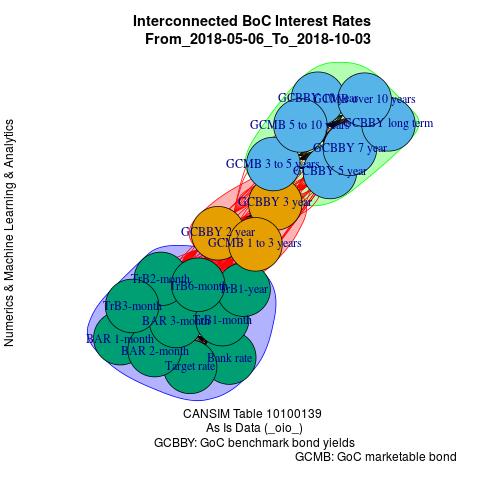 Interconnected BoC Interest Rates
From_2018-05-06_To_2018-10-03
Numerics & Machine Learning & Analytics
GCBBY
GCMB over 10 years
GCMB 5 to 10 years
GCBBY long term
GCBBY 7 year
GCMB 3 to 5 years
GCBBY 5 year
GCBBY 3 year
GCBBY 2 year
GCMB 1 to 3 years
TrB2-month
TrB6-month
TrB1-year
TrB3-month
BAR 3-month
TrB1-month
BAR 1-month
BAR 2-month
Bank rate
Target rate
CANSIM Table 10100139
As Is Data (_oio_)
GCBBY: GoC benchmark bond yields
GCMB: GoC marketable bond